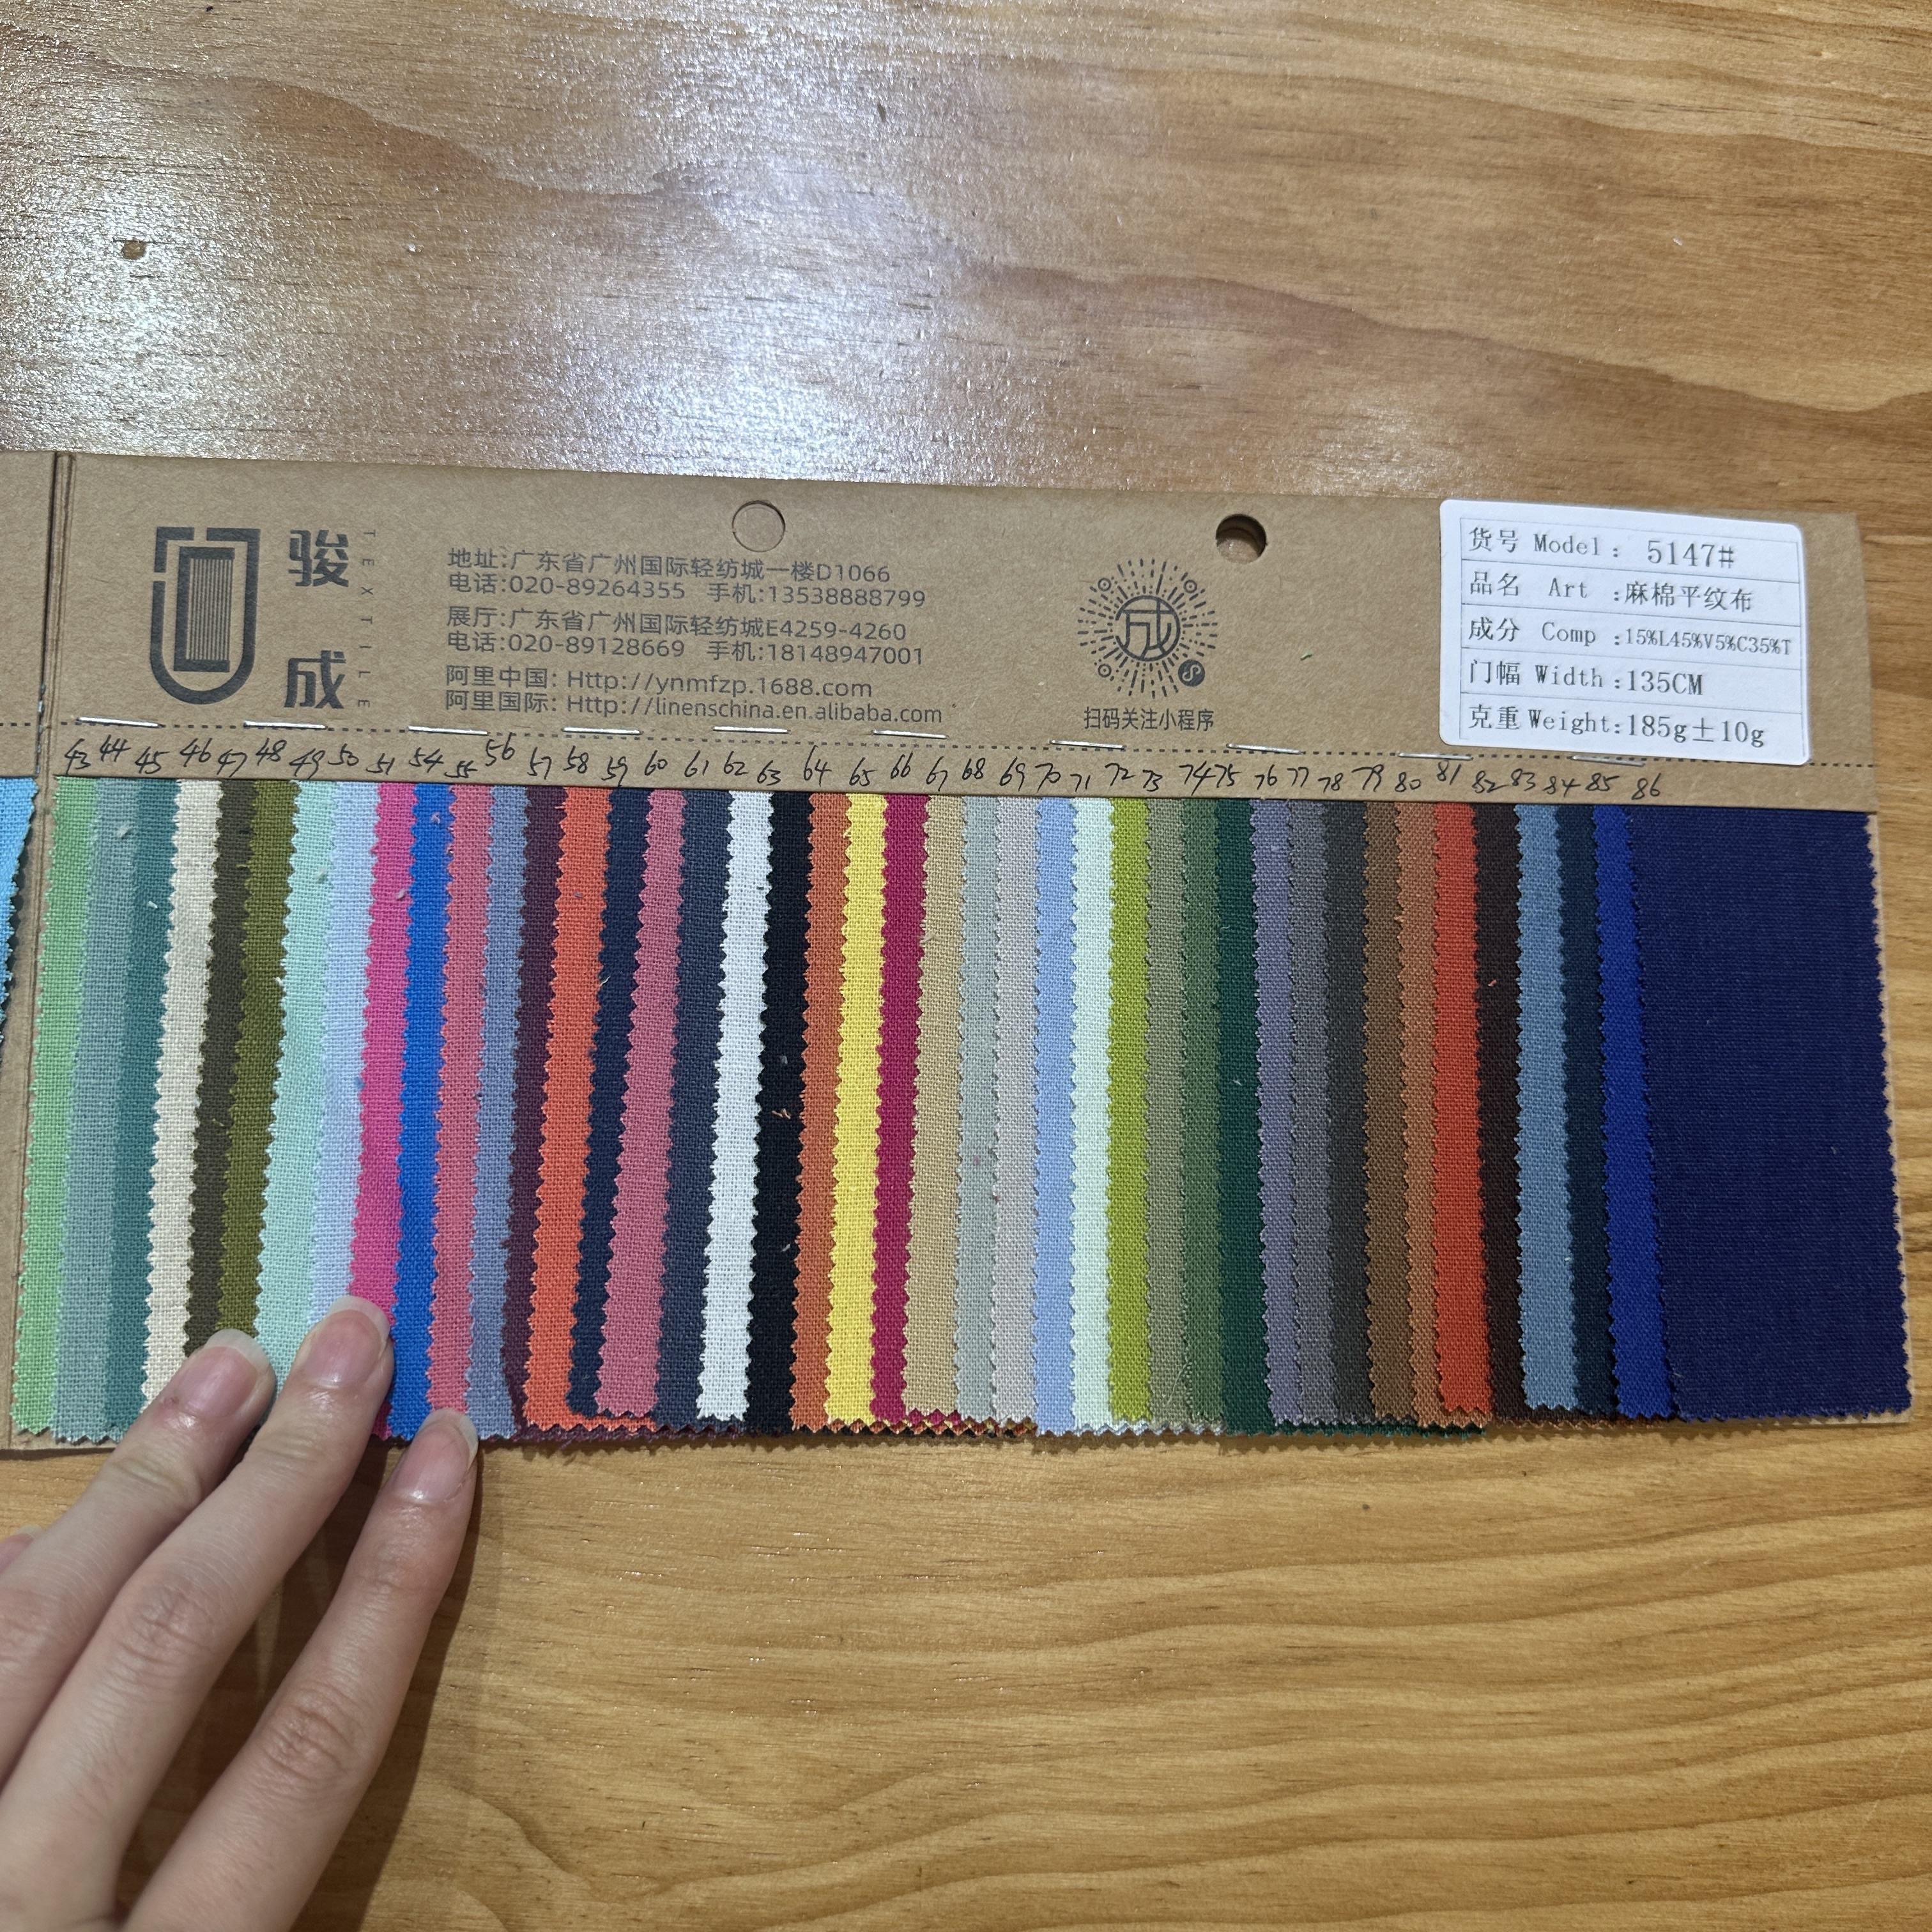 骏成
TEXTILE
地址:广东省广州国际轻纺城一楼D1066
电话:020-89264355 手机:13538888799
展厅:广东省广州国际轻纺城E4259-4260
电话:020-89128669 手机:18148947001
阿里中国: Http://ynmfzp.1688.com
阿里国际: Http://linenschina.en.alibaba.com
成
扫码关注小程序
货号 Model : 5147#
品名 Art :麻棉平纹布
成分 Comp :15%L45%V5%C35%T
门幅 Width :135CM
克重 Weight:185g±10g
43 44 45 46 47 48 49 50 51 54 55 56 57 58 59 60 61 62 63 64 65 66 67 68 69 70 71 72 73 74 75 76 77 78 79 80 81 82 83 84 85 86